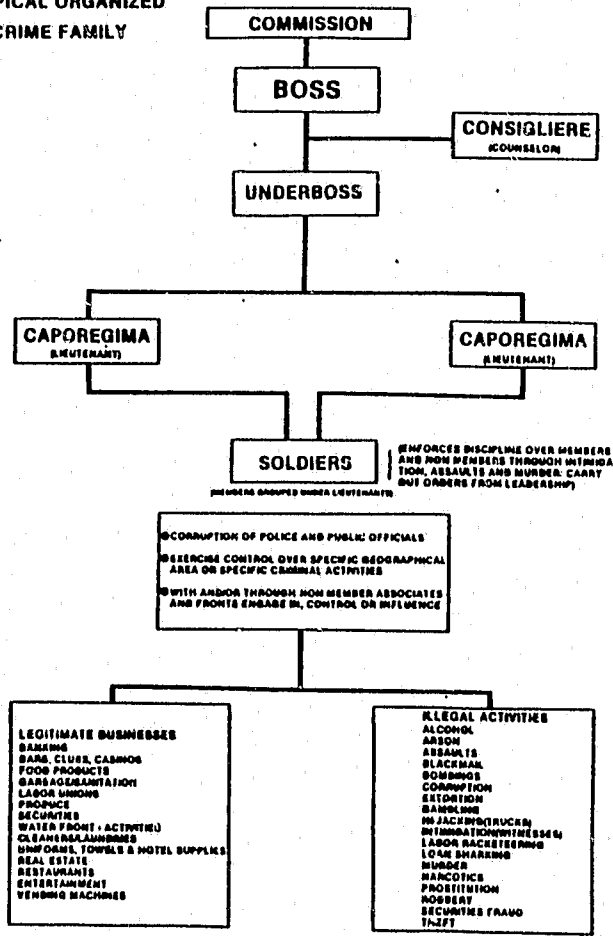 PICAL ORGANIZED
CRIME FAMILY
COMMISSION
BOSS
CONSIGLIERE
(COUNSELOR)
UNDERBOSS
CAPOREGIMA
(LIEUTENANT)
CAPOREGIMA
(LIEUTENANT)
SOLDIERS
(MEMBERS GROUPED UNDER LIEUTENANTS)
(ENFORCES DISCIPLINE OVER MEMBERS
AND NON MEMBERS THROUGH INTIMIDA
TION, ASSAULTS AND MURDER: CARRY
OUT ORDERS FROM LEADERSHIP)
●CORRUPTION OF POLICE AND PUBLIC OFFICIALS
●EXERCISE CONTROL OVER SPECIFIC GEOGRAPHICAL
AREA OR SPECIFIC CRIMINAL ACTIVITIES
●WITH AND/OR THROUGH NON MEMBER ASSOCIATES
AND FRONTS ENGAGE IN, CONTROL OR INFLUENCE
LEGITIMATE BUSINESSES
BANKING
BARS, CLUBS, CASINOS
FOOD PRODUCTS
GARBAGE/SANITATION
LABOR UNIONS
PRODUCE
SECURITIES
WATER FRONT ACTIVITIES
CLEANERS/LAUNDRIES
UNIFORMS, TOWELS & HOTEL SUPPLIES
REAL ESTATE
RESTAURANTS
ENTERTAINMENT
VENDING MACHINES
ILLEGAL ACTIVITIES
ALCOHOL
ARSON
ASSAULTS
BLACKMAIL
BOMBINGS
CORRUPTION
EXTORTION
GAMBLING
HIJACKING(TRUCKS)
INTIMIDATION(WITNESSES)
LABOR RACKETEERING
LOAN SHARKING
MURDER
NARCOTICS
PROSTITUTION
ROBBERY
SECURITIES FRAUD
THEFT